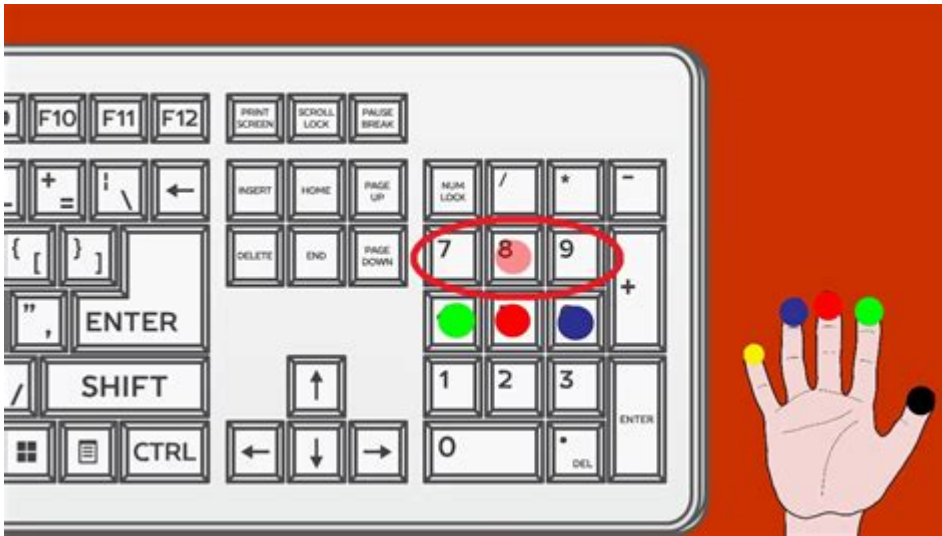 F10 F11 F12 PRINT SCREEN SCROLL LOCK PAUSE BREAK
+ = ¦ \ ← INSERT HOME PAGE UP NUM LOCK / * -
{ [ } ] DELETE END PAGE DOWN 7 8 9
+
" , ENTER
/ SHIFT ↑ 1 2 3
ENTER
CTRL ← ↓ → 0 . DEL